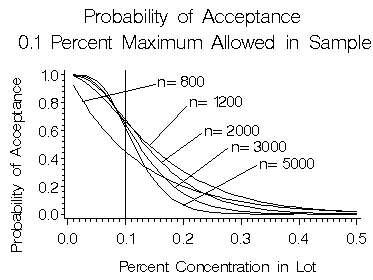 Probability of Acceptance
0.1 Percent Maximum Allowed in Sample
Probability of Acceptance
1.0
0.8
0.6
0.4
0.2
0.0
n= 800
n= 1200
n= 2000
n= 3000
n= 5000
0.0 0.1 0.2 0.3 0.4 0.5
Percent Concentration in Lot